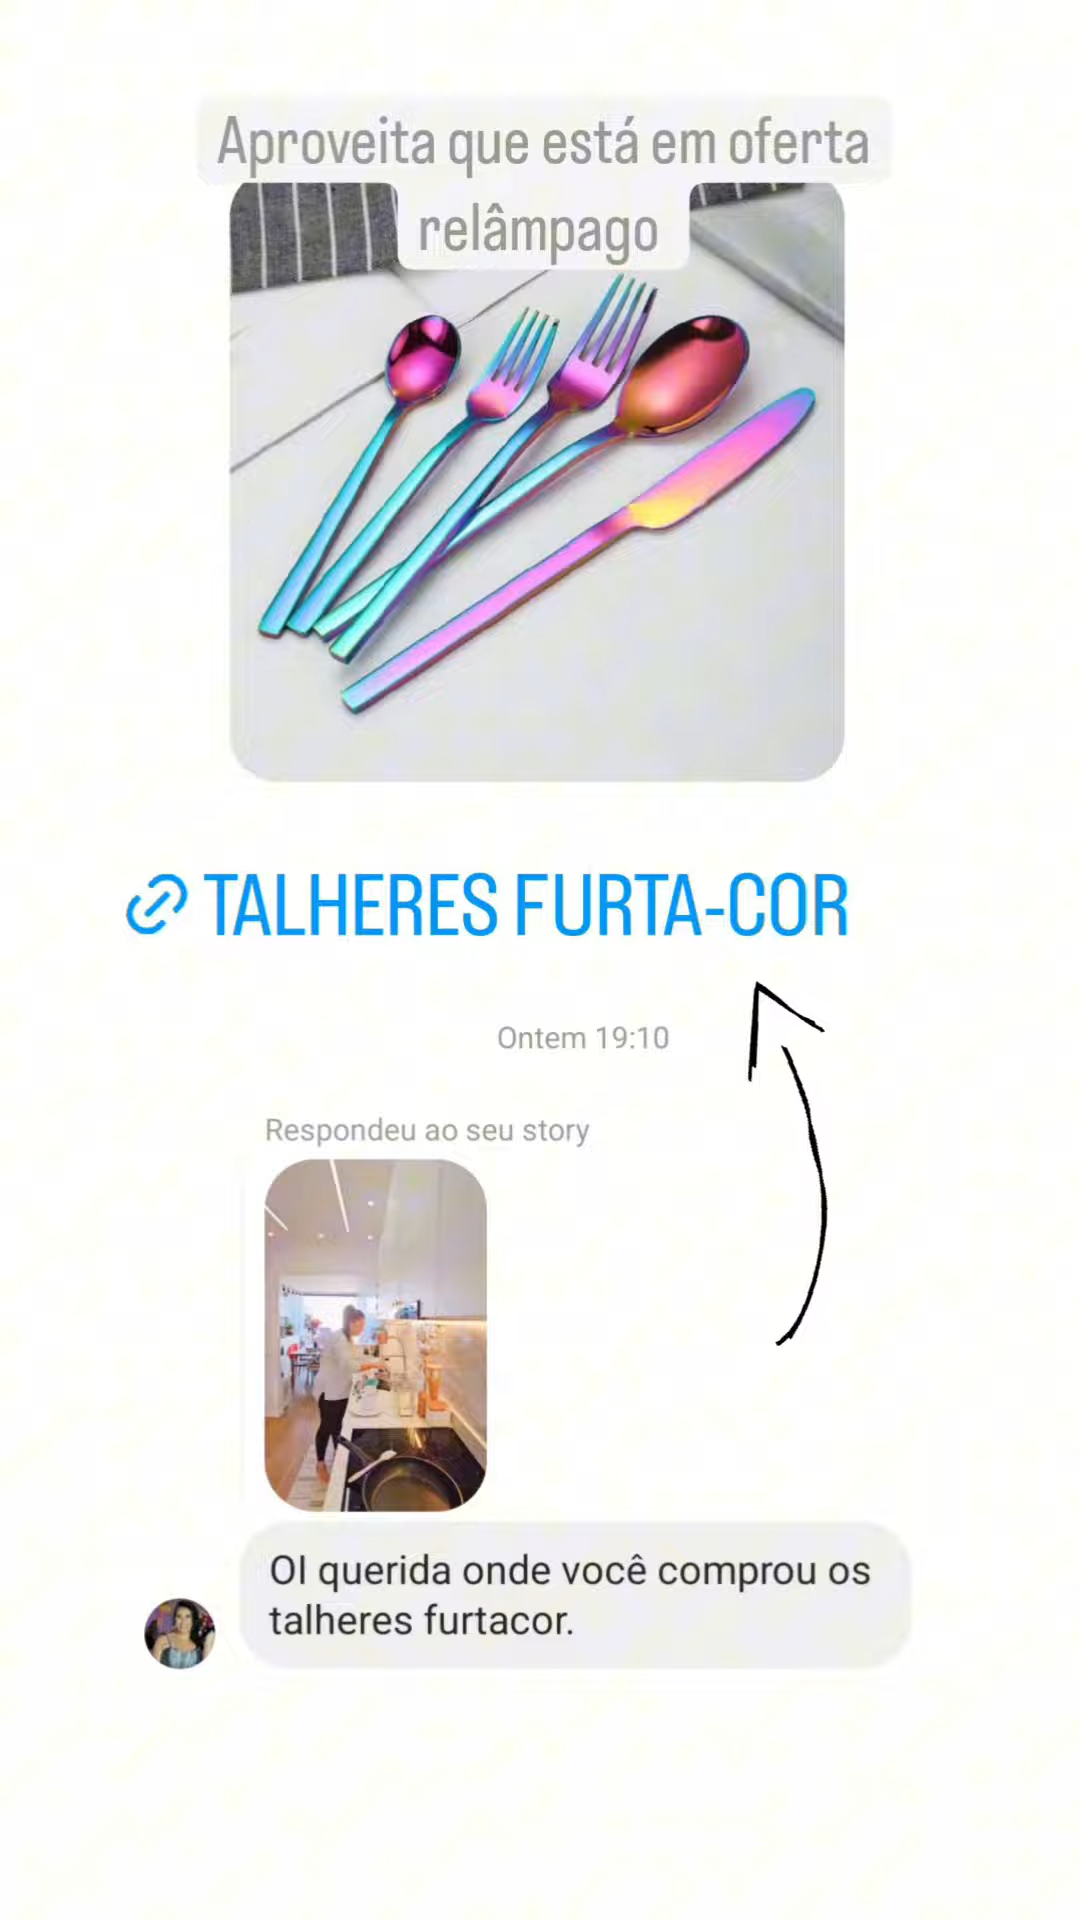 Aproveita que está em oferta
relâmpago
TALHERES FURTA-COR
Ontem 19:10
Respondeu ao seu story
OI querida onde você comprou os
talheres furtacor.